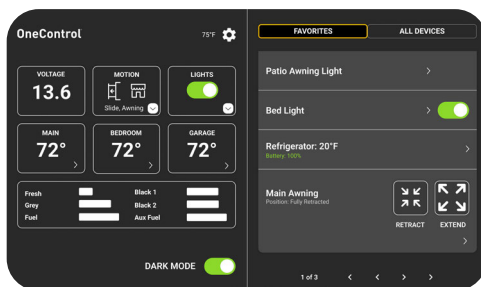 OneControl
75°F
VOLTAGE
13.6
MOTION
Slide, Awning
LIGHTS
MAIN
72°
BEDROOM
72°
GARAGE
72°
Fresh
Grey
Fuel
Black 1
Black 2
Aux Fuel
DARK MODE
FAVORITES
ALL DEVICES
Patio Awning Light
Bed Light
Refrigerator: 20°F
Battery: 100%
Main Awning
Position: Fully Retracted
RETRACT
EXTEND
1 of 3